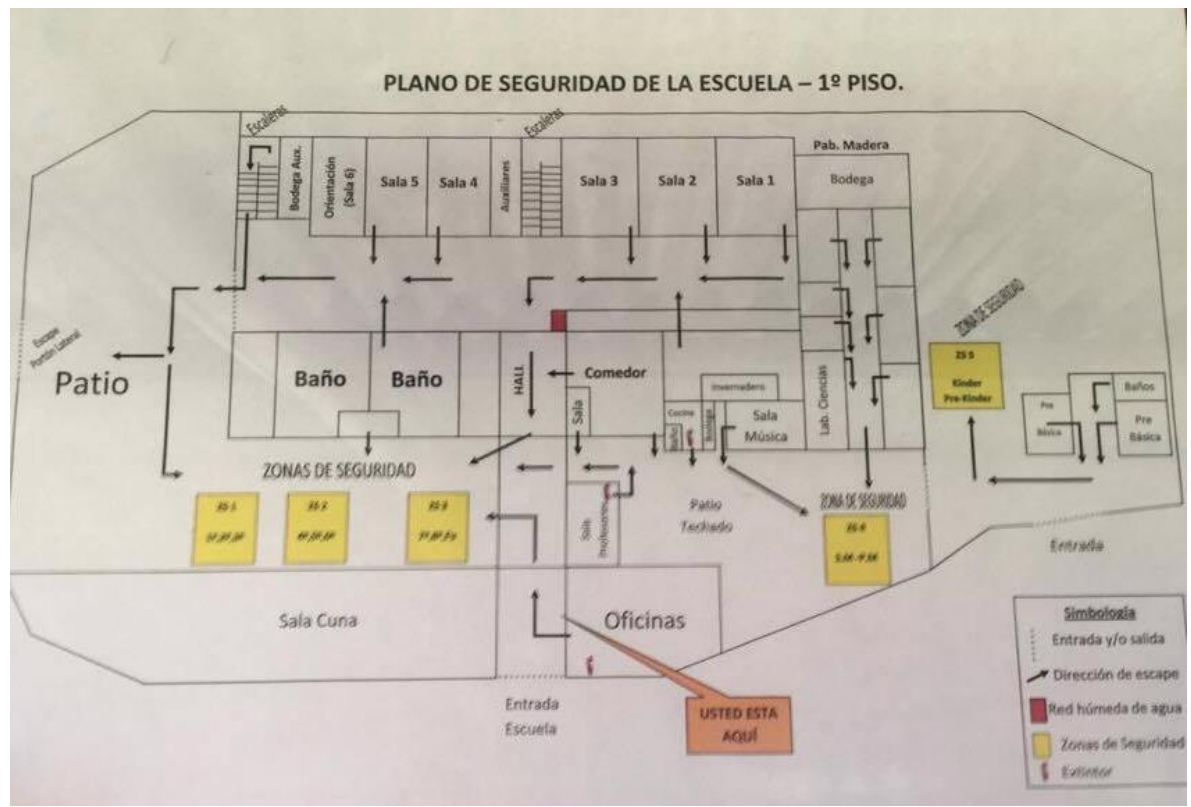 PLANO DE SEGURIDAD DE LA ESCUELA – 1º PISO.
Escaleras
Bodega Aux.
Orientación
(Sala 6)
Sala 5
Sala 4
Auxiliares
Escaleras
Sala 3
Sala 2
Sala 1
Pab. Madera
Bodega
Escape
Portón Lateral
Patio
Baño
Baño
HALL
Comedor
Sala
Invernadero
Cocina
Baño
Bodega
Sala
Música
Lab. Ciencias
ZONA DE SEGURIDAD
ZS 5
Kinder
Pre-Kinder
Pre
Básica
Baños
Pre
Básica
ZONAS DE SEGURIDAD
Sala
Profesores
Patio
Techado
ZONA DE SEGURIDAD
Entrada
Sala Cuna
Oficinas
Entrada
Escuela
USTED ESTA
AQUÍ
Simbología
Entrada y/o salida
Dirección de escape
Red húmeda de agua
Zonas de Seguridad
Extintor